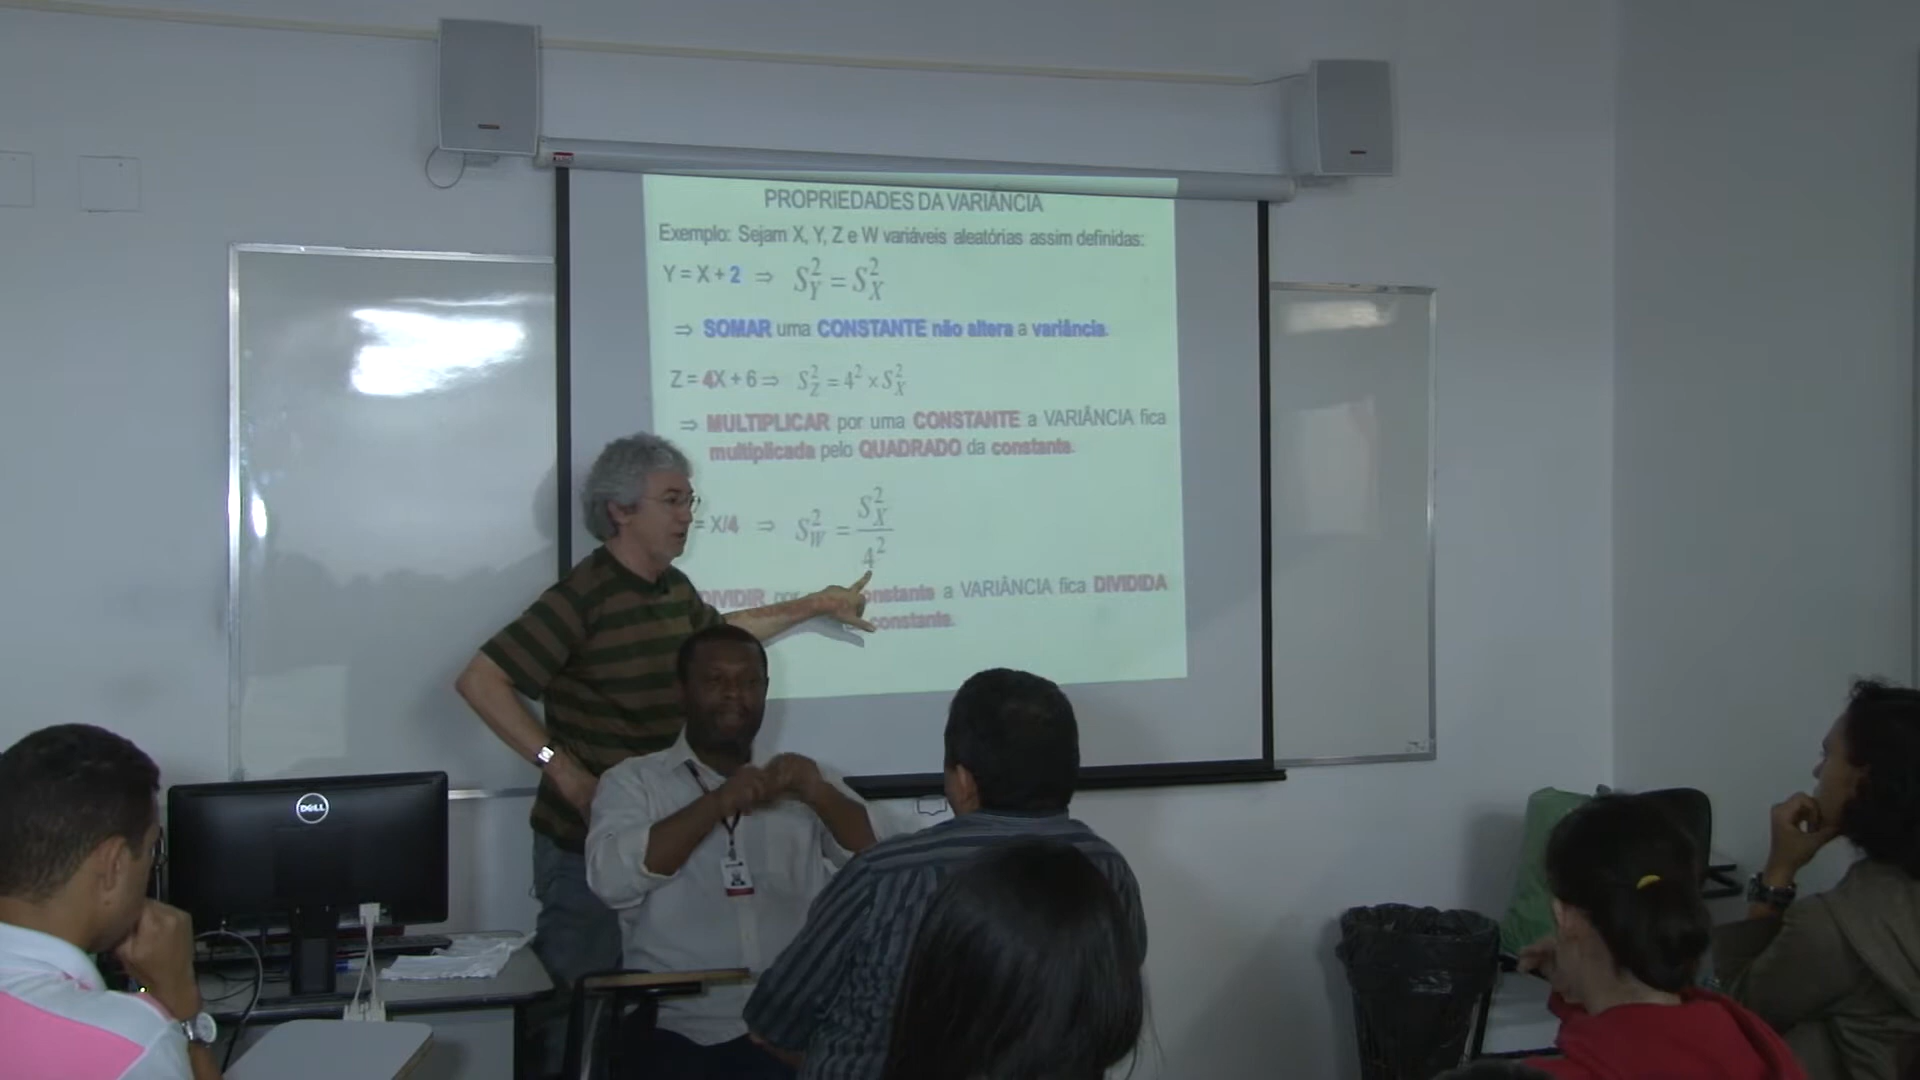 PROPRIEDADES DA VARIÂNCIA
Exemplo: Sejam X, Y, Z e W variáveis aleatórias assim definidas:
Y = X + 2 ⇒ S²_Y = S²_X
⇒ SOMAR uma CONSTANTE não altera a variância.
Z = 4X + 6 ⇒ S²_Z = 4² × S²_X
⇒ MULTIPLICAR por uma CONSTANTE a VARIÂNCIA fica
multiplicada pelo QUADRADO da constante.
= X/4 ⇒ S²_W = S²_X / 4²
DIVIDIR por constante a VARIÂNCIA fica DIVIDIDA
constante.
DELL